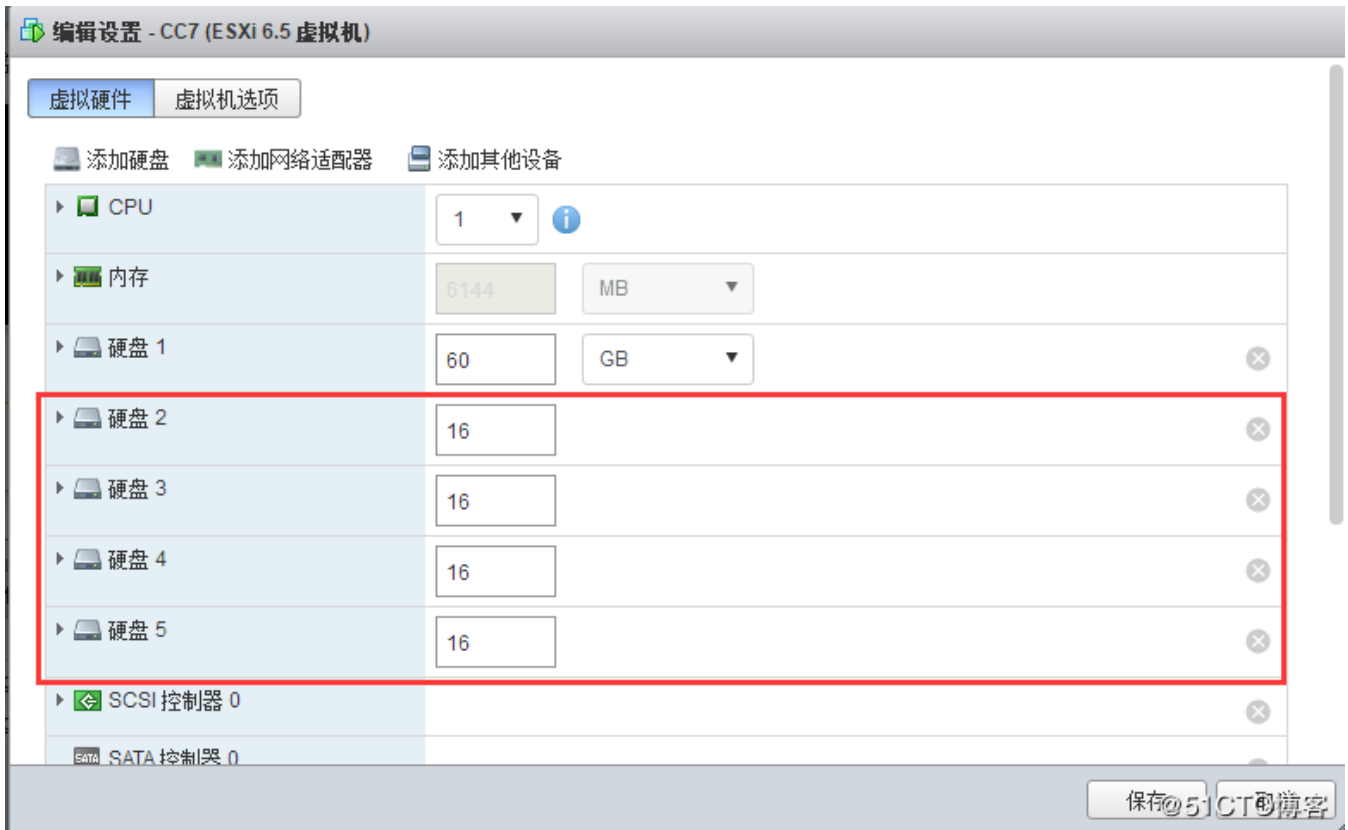 编辑设置 - CC7 (ESXi 6.5 虚拟机)
虚拟硬件 虚拟机选项
添加硬盘 添加网络适配器 添加其他设备
CPU 1
内存 6144 MB
硬盘 1 60 GB
硬盘 2 16
硬盘 3 16
硬盘 4 16
硬盘 5 16
SCSI 控制器 0
SATA SATA 控制器 0
保存 取消
@51CTO博客